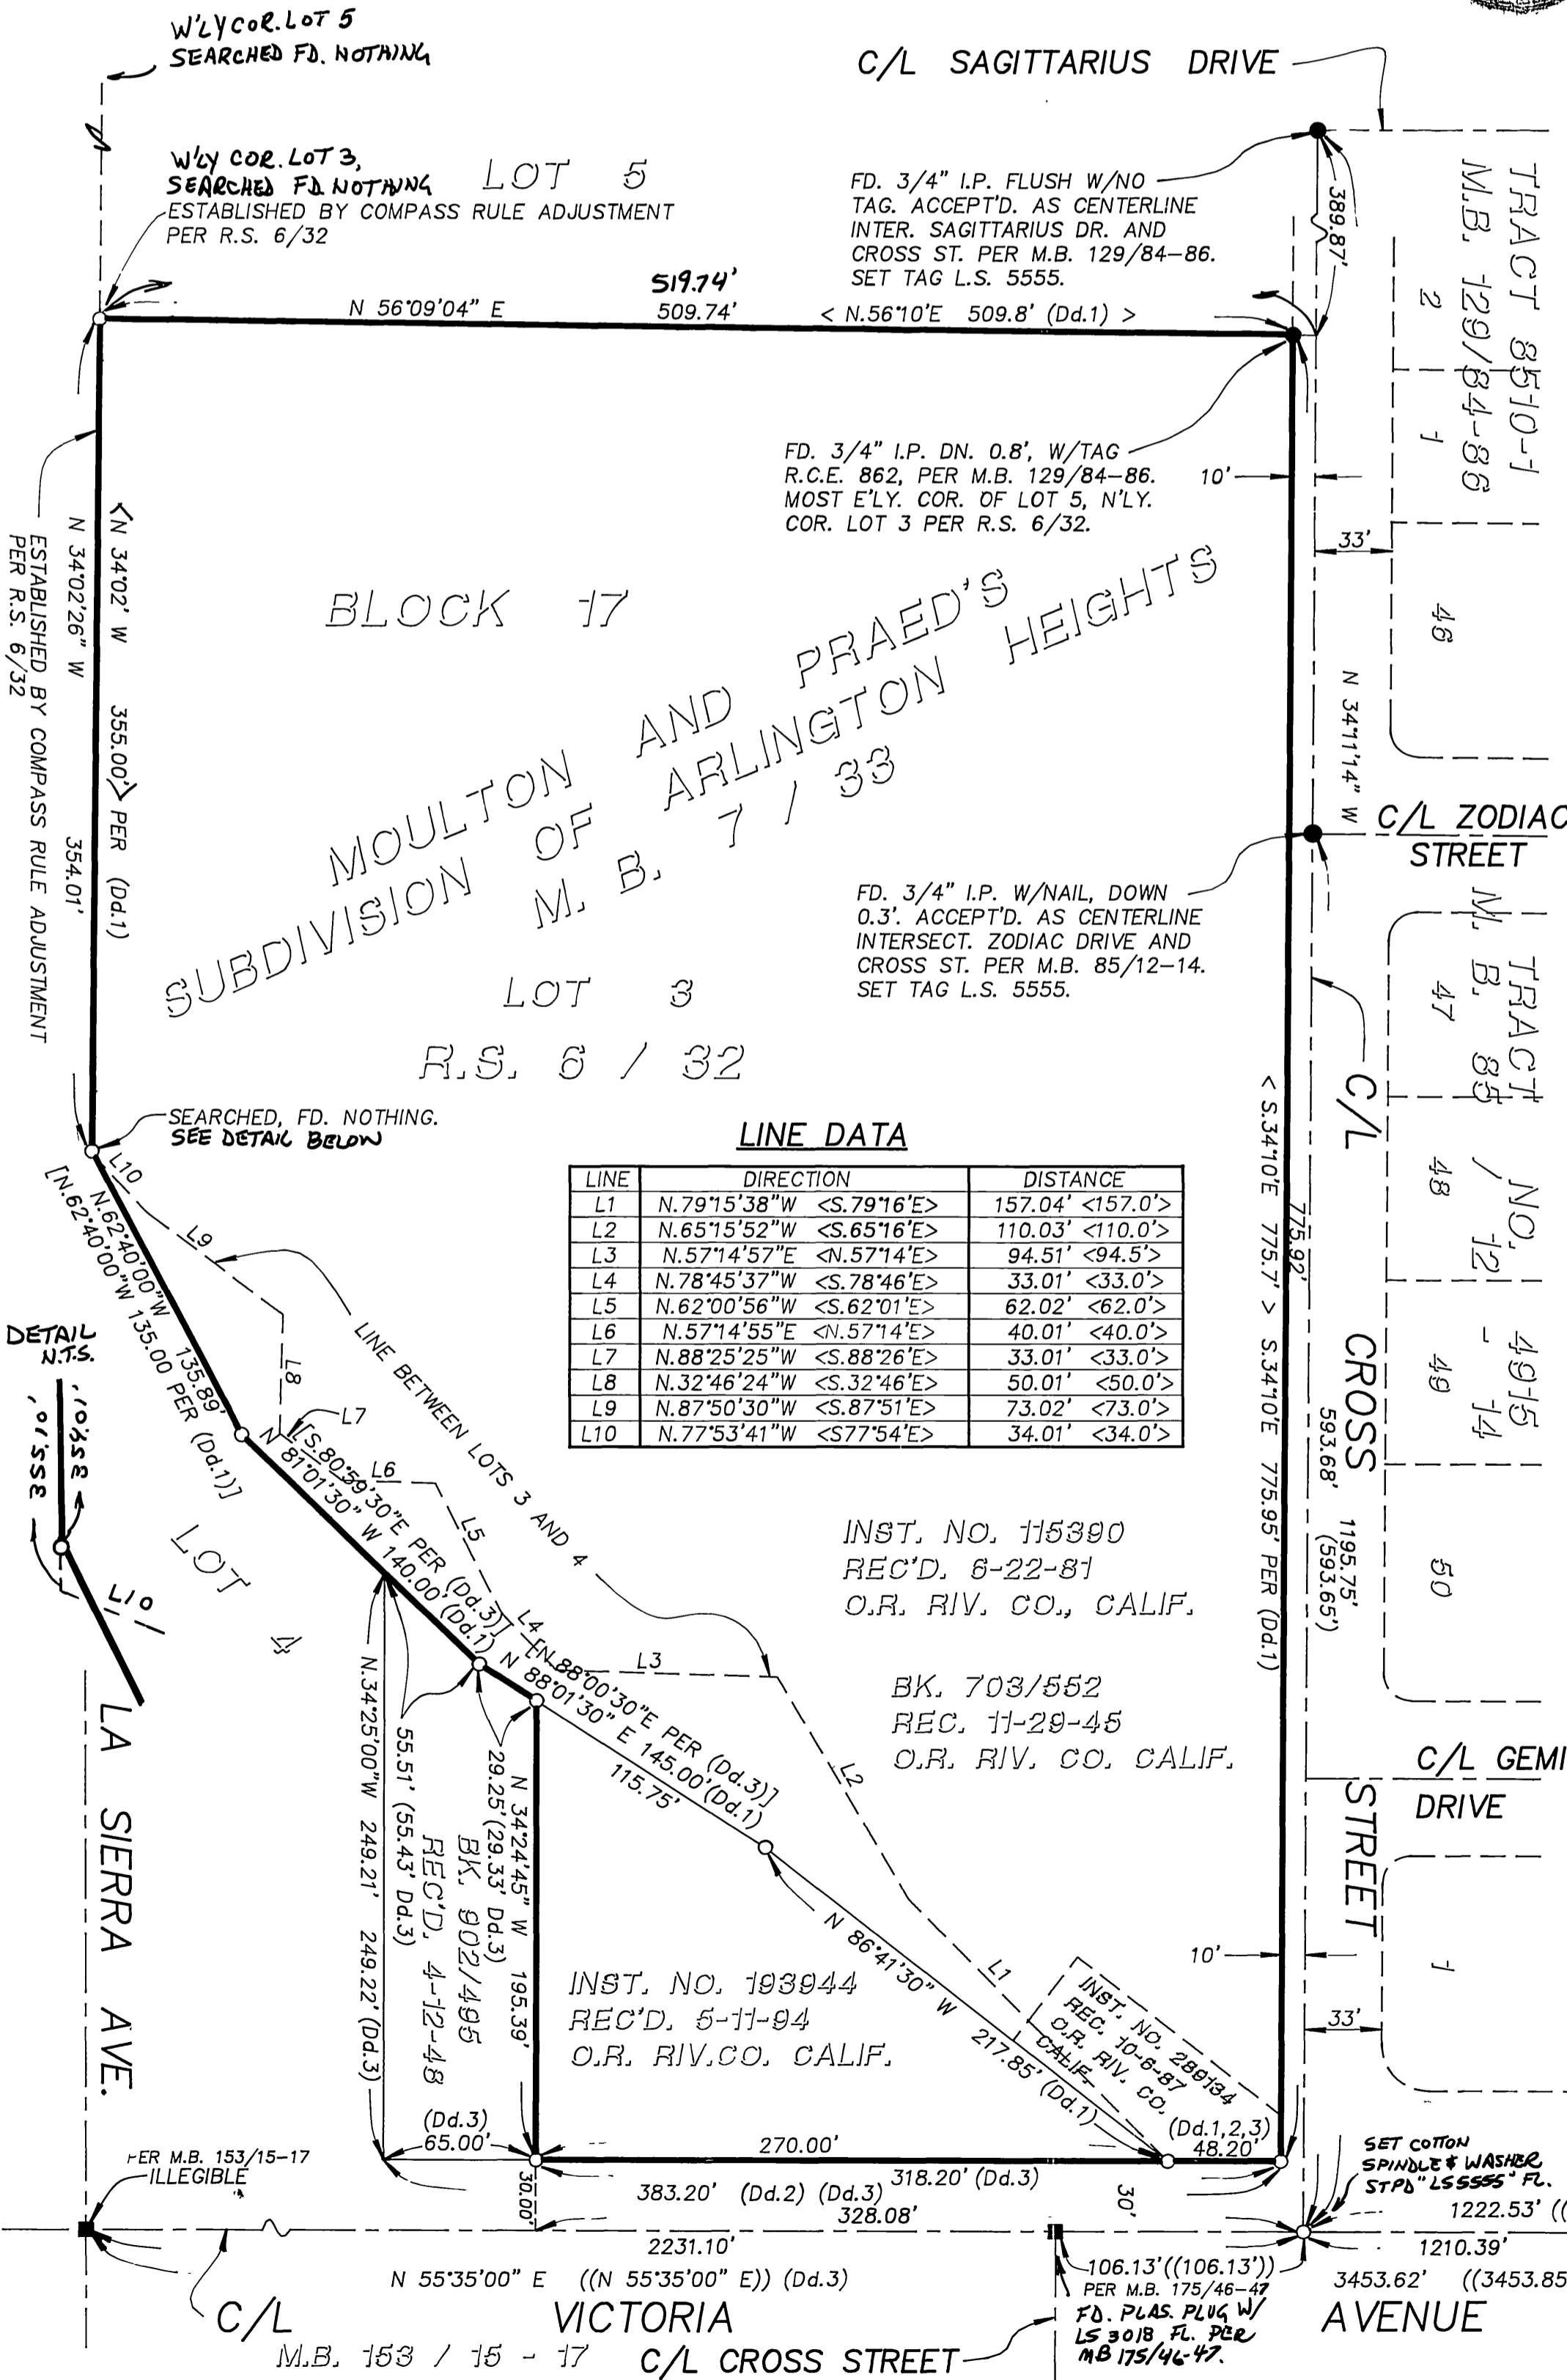 W'LY COR. LOT 5
SEARCHED FD. NOTHING
C/L SAGITTARIUS DRIVE
W'LY COR. LOT 3,
SEARCHED FD. NOTHING
LOT 5
ESTABLISHED BY COMPASS RULE ADJUSTMENT
PER R.S. 6/32
FD. 3/4" I.P. FLUSH W/NO
TAG. ACCEPT'D. AS CENTERLINE
INTER. SAGITTARIUS DR. AND
CROSS ST. PER M.B. 129/84-86.
SET TAG L.S. 5555.
389.87'
TRACT 8510-1
M.B. 129/84-86
2
1
46
519.74'
N 56°09'04" E 509.74' < N.56°10'E 509.8' (Dd.1) >
FD. 3/4" I.P. DN. 0.8', W/TAG
R.C.E. 862, PER M.B. 129/84-86.
MOST E'LY. COR. OF LOT 5, N'LY.
COR. LOT 3 PER R.S. 6/32.
10'
33'
N 34°11'14" W
<N 34°02' W 355.00'> PER (Dd.1)
N 34°02'26" W 354.01'
ESTABLISHED BY COMPASS RULE ADJUSTMENT
PER R.S. 6/32
BLOCK 17
MOULTON AND PRAED'S
SUBDIVISION OF ARLINGTON HEIGHTS
M. B. 7 / 33
C/L ZODIAC
STREET
FD. 3/4" I.P. W/NAIL, DOWN
0.3'. ACCEPT'D. AS CENTERLINE
INTERSECT. ZODIAC DRIVE AND
CROSS ST. PER M.B. 85/12-14.
SET TAG L.S. 5555.
LOT 3
R.S. 6 / 32
TRACT NO. 4915
M. B. 85 / 12 - 14
47
48
49
50
C/L CROSS STREET
SEARCHED, FD. NOTHING.
SEE DETAIL BELOW
LINE DATA
LINE DIRECTION DISTANCE
L1 N.79°15'38"W <S.79°16'E> 157.04' <157.0'>
L2 N.65°15'52"W <S.65°16'E> 110.03' <110.0'>
L3 N.57°14'57"E <N.57°14'E> 94.51' <94.5'>
L4 N.78°45'37"W <S.78°46'E> 33.01' <33.0'>
L5 N.62°00'56"W <S.62°01'E> 62.02' <62.0'>
L6 N.57°14'55"E <N.57°14'E> 40.01' <40.0'>
L7 N.88°25'25"W <S.88°26'E> 33.01' <33.0'>
L8 N.32°46'24"W <S.32°46'E> 50.01' <50.0'>
L9 N.87°50'30"W <S.87°51'E> 73.02' <73.0'>
L10 N.77°53'41"W <S77°54'E> 34.01' <34.0'>
< S.34°10'E 775.7' > S.34°10'E 775.95' PER (Dd.1)
775.92'
593.68' 1195.75'
(593.65')
L10
L9
L8
L7
L6
L5
L4
L3
L2
L1
N.62°40'00"W 135.89'
[N.62°40'00"W 135.00 PER (Dd.1)]
LINE BETWEEN LOTS 3 AND 4
DETAIL
N.T.S.
354.01'
355.01'
L10
LOT 4
[S.80°59'30"E PER (Dd.3)]
N 81°01'30" W 140.00' (Dd.1)
[N.88°00'30"E PER (Dd.3)]
N 88°01'30" E 145.00'(Dd.1)
115.75'
INST. NO. 115390
REC'D. 6-22-81
O.R. RIV. CO., CALIF.
BK. 703/552
REC. 11-29-45
O.R. RIV. CO. CALIF.
C/L GEMI
DRIVE
LA SIERRA AVE.
N.34°25'00"W 249.21' 249.22' (Dd.3)
55.51' (55.43' Dd.3)
29.25'(29.33' Dd.3)
BK. 902/495
REC'D. 4-12-48
N 34°24'45" W 195.39'
INST. NO. 193944
REC'D. 5-11-94
O.R. RIV.CO. CALIF.
N 86°41'30" W 217.85' (Dd.1)
INST. NO. 289134
REC. 10-6-87
O.R. RIV. CO.
CALIF.
10'
33'
1
(Dd.3)
65.00'
270.00'
(Dd.1,2,3)
48.20'
318.20' (Dd.3)
383.20' (Dd.2) (Dd.3)
328.08'
30.00'
30'
PER M.B. 153/15-17
ILLEGIBLE
SET COTTON
SPINDLE & WASHER
STPD "LS5555" FL.
1222.53' ((
2231.10'
106.13'((106.13'))
1210.39'
N 55°35'00" E ((N 55°35'00" E)) (Dd.3)
3453.62' ((3453.85
PER M.B. 175/46-47
FD. PLAS. PLUG W/
LS 3018 FL. PER
MB 175/46-47.
C/L VICTORIA AVENUE
M.B. 153 / 15 - 17
C/L CROSS STREET